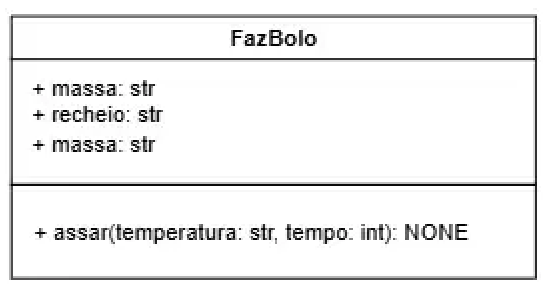 FazBolo
+ massa: str
+ recheio: str
+ massa: str
+ assar(temperatura: str, tempo: int): NONE